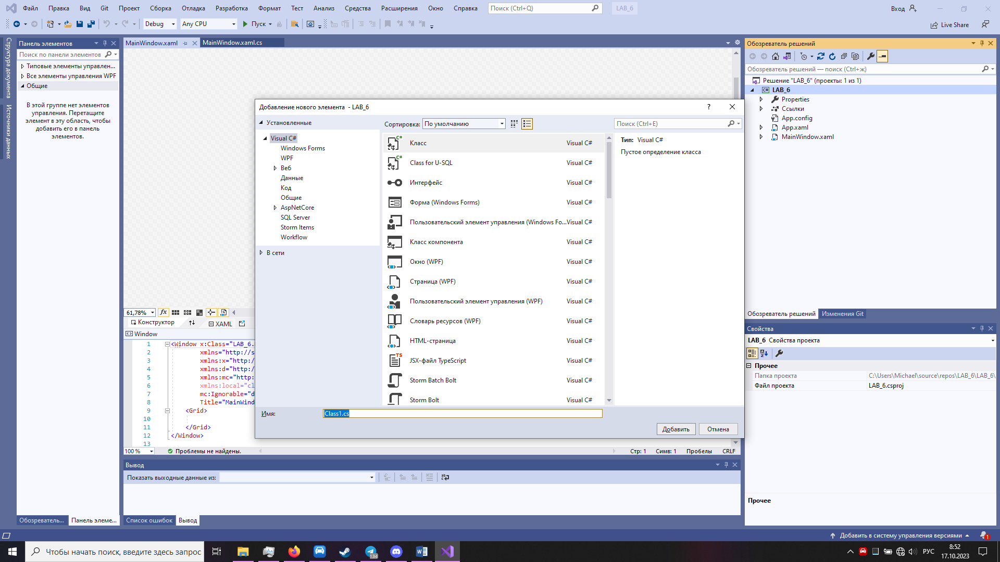 Файл Правка Вид Git Проект Сборка Отладка Разработка Формат Тест Анализ Средства Расширения Окно Справка Поиск (Ctrl+Q) LAB_6 Вход
Debug Any CPU Пуск Live Share
Структура документа
Источники данных
Панель элементов
Поиск по панели элементов
Типовые элементы управлен...
Все элементы управления WPF
Общие
В этой группе нет элементов
управления. Перетащите
элемент в эту область, чтобы
добавить его в панель
элементов.
Обозреватель...
Панель элеме...
MainWindow.xaml
MainWindow.xaml.cs
61,78%
Конструктор
XAML
Window
1 <Window x:Class="LAB_6.
2 xmlns="http://s
3 xmlns:x="http:/
4 xmlns:d="http:/
5 xmlns:mc="http:
6 xmlns:local="cl
7 mc:Ignorable="d
8 Title="MainWind
9 <Grid>
10
11 </Grid>
12 </Window>
13
100 %
Проблемы не найдены.
Стр: 1 Симв: 1 Пробелы CRLF
Вывод
Показать выходные данные из:
Список ошибок
Вывод
Добавление нового элемента - LAB_6
?
Установленные
Visual C#
Windows Forms
WPF
Веб
Данные
Код
Общие
AspNetCore
SQL Server
Storm Items
Workflow
В сети
Сортировка: По умолчанию
Поиск (Ctrl+E)
Класс Visual C#
Class for U-SQL Visual C#
Интерфейс Visual C#
Форма (Windows Forms) Visual C#
Пользовательский элемент управления (Windows Fo... Visual C#
Класс компонента Visual C#
Окно (WPF) Visual C#
Страница (WPF) Visual C#
Пользовательский элемент управления (WPF) Visual C#
Словарь ресурсов (WPF) Visual C#
HTML-страница Visual C#
JSX-файл TypeScript Visual C#
Storm Batch Bolt Visual C#
Storm Bolt Visual C#
Тип: Visual C#
Пустое определение класса
Имя: Class1.cs
Добавить
Отмена
Обозреватель решений
Обозреватель решений — поиск (Ctrl+ж)
Решение "LAB_6" (проекты: 1 из 1)
LAB_6
Properties
Ссылки
App.config
App.xaml
MainWindow.xaml
Обозреватель решений
Изменения Git
Свойства
LAB_6 Свойства проекта
Прочее
Папка проекта C:\Users\Michael\source\repos\LAB_6\LAB_6\
Файл проекта LAB_6.csproj
Прочее
Добавить в систему управления версиями
1
Чтобы начать поиск, введите здесь запрос
134
РУС
8:52
17.10.2023